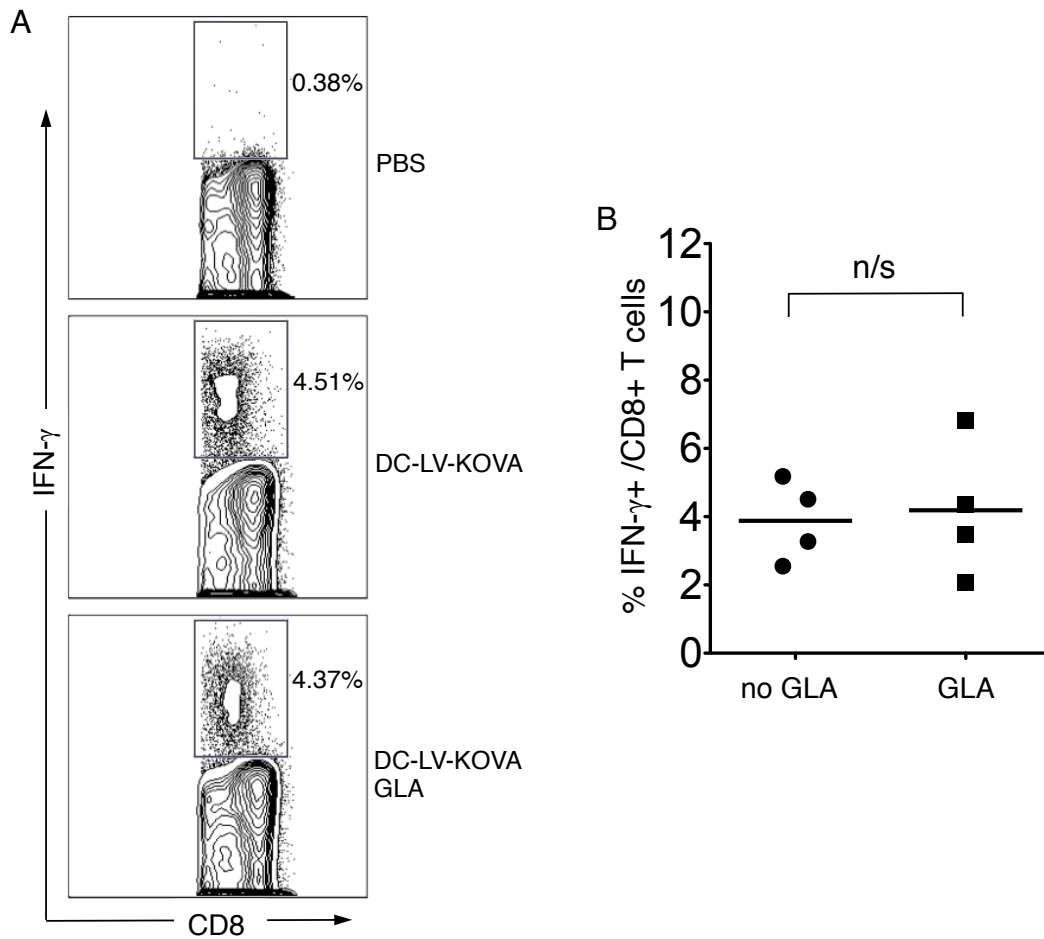 A
0.38%
PBS
4.51%
DC-LV-KOVA
4.37%
DC-LV-KOVA
GLA
IFN-γ
CD8
B
% IFN-γ+ /CD8+ T cells
12
10
8
6
4
2
0
n/s
no GLA
GLA